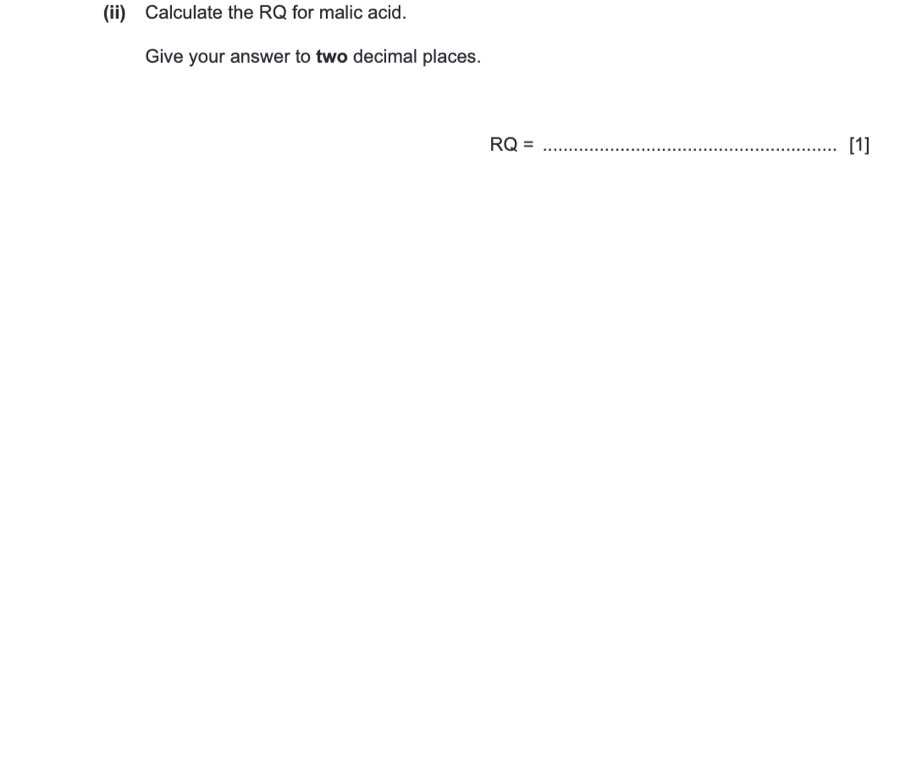 (ii) Calculate the RQ for malic acid.
Give your answer to two decimal places.
RQ = .......................................................... [1]